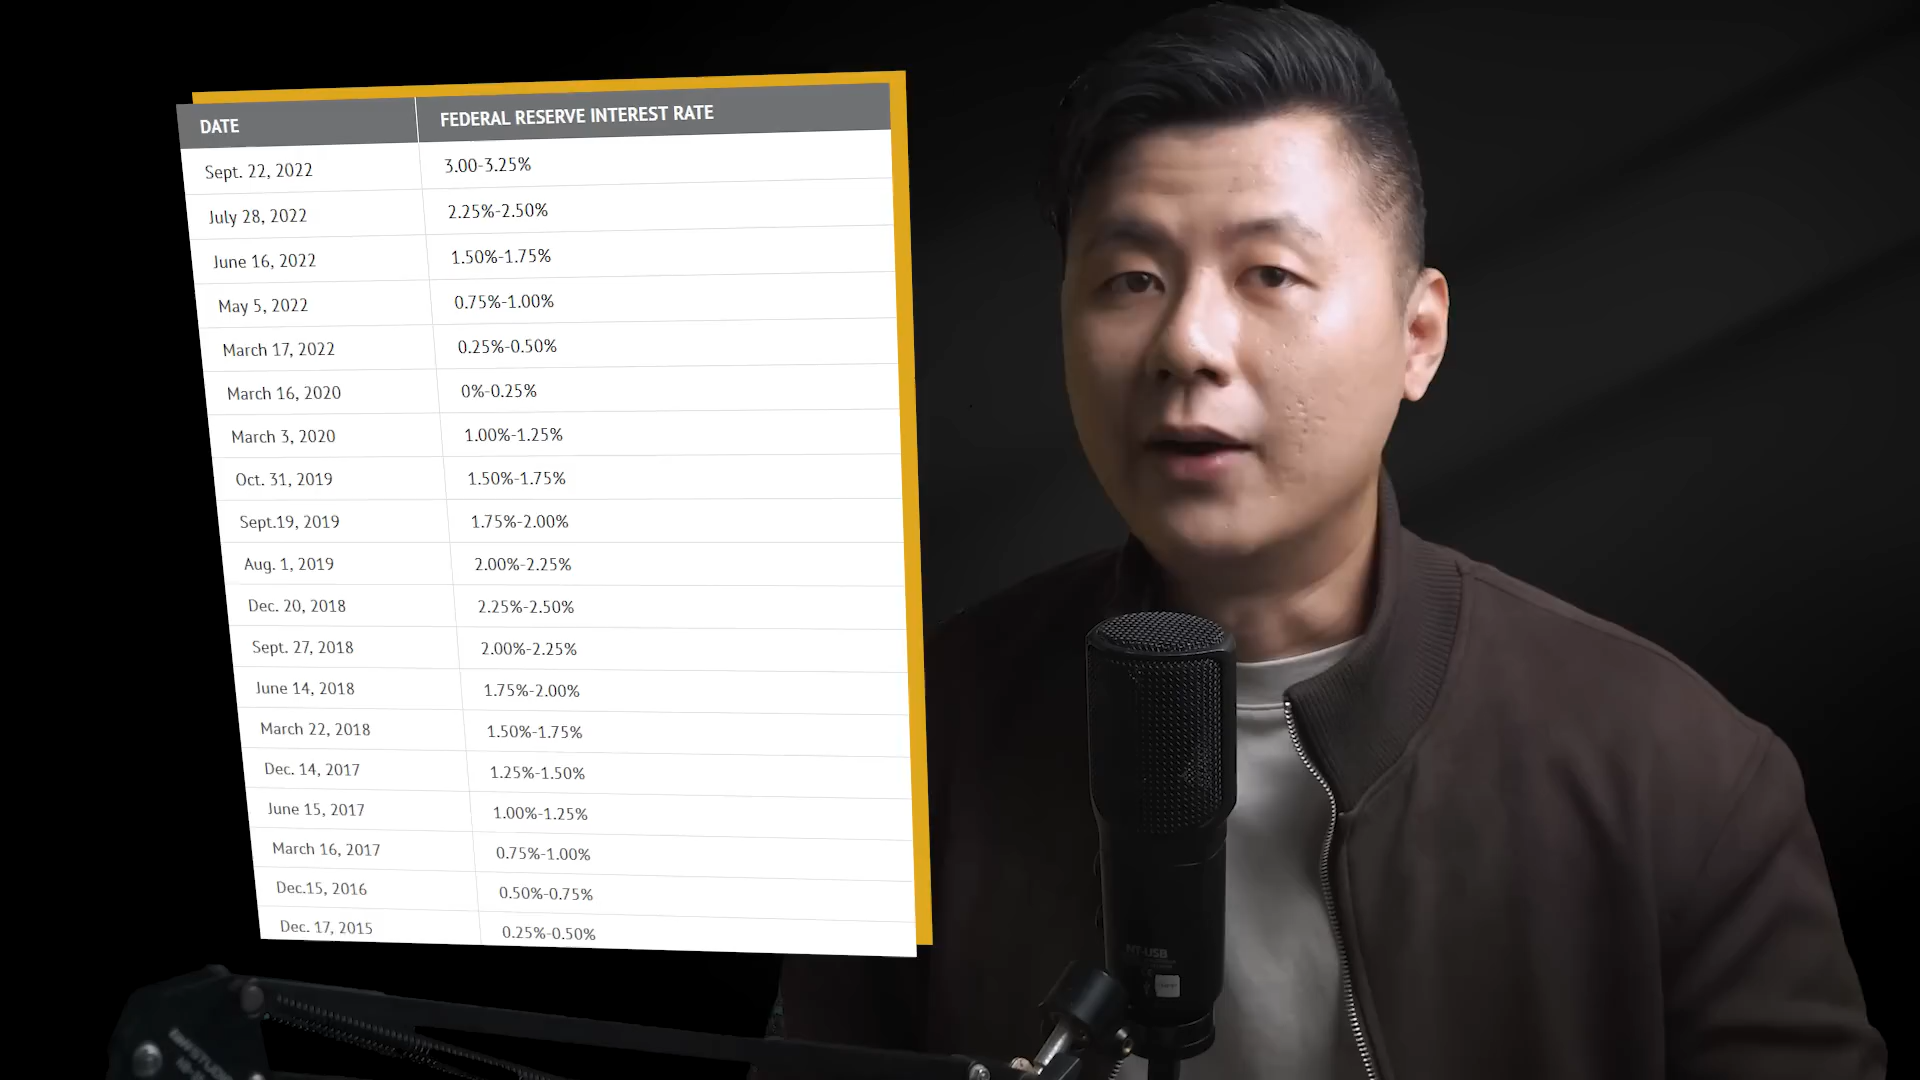 DATE FEDERAL RESERVE INTEREST RATE
Sept. 22, 2022 3.00-3.25%
July 28, 2022 2.25%-2.50%
June 16, 2022 1.50%-1.75%
May 5, 2022 0.75%-1.00%
March 17, 2022 0.25%-0.50%
March 16, 2020 0%-0.25%
March 3, 2020 1.00%-1.25%
Oct. 31, 2019 1.50%-1.75%
Sept.19, 2019 1.75%-2.00%
Aug. 1, 2019 2.00%-2.25%
Dec. 20, 2018 2.25%-2.50%
Sept. 27, 2018 2.00%-2.25%
June 14, 2018 1.75%-2.00%
March 22, 2018 1.50%-1.75%
Dec. 14, 2017 1.25%-1.50%
June 15, 2017 1.00%-1.25%
March 16, 2017 0.75%-1.00%
Dec.15, 2016 0.50%-0.75%
Dec. 17, 2015 0.25%-0.50%
NT-USB